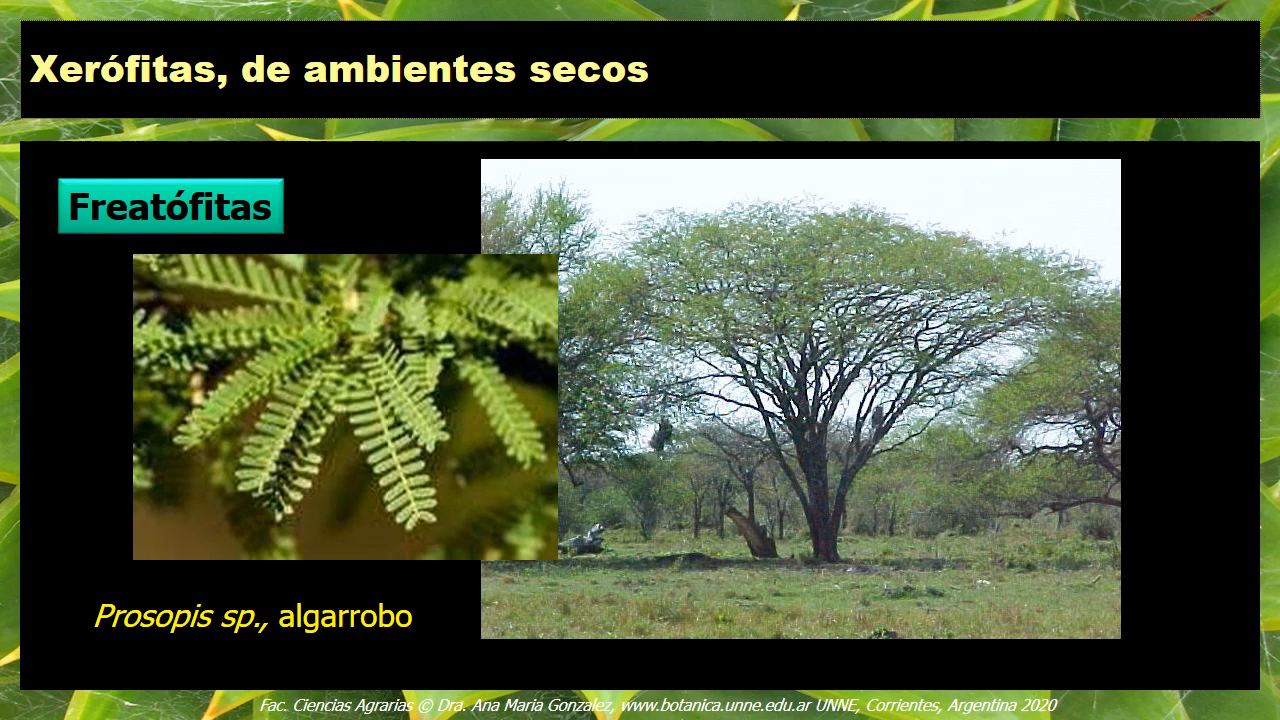 Xerófitas, de ambientes secos
Freatófitas
Prosopis sp., algarrobo
Fac. Ciencias Agrarias © Dra. Ana Maria Gonzalez, www.botanica.unne.edu.ar UNNE, Corrientes, Argentina 2020